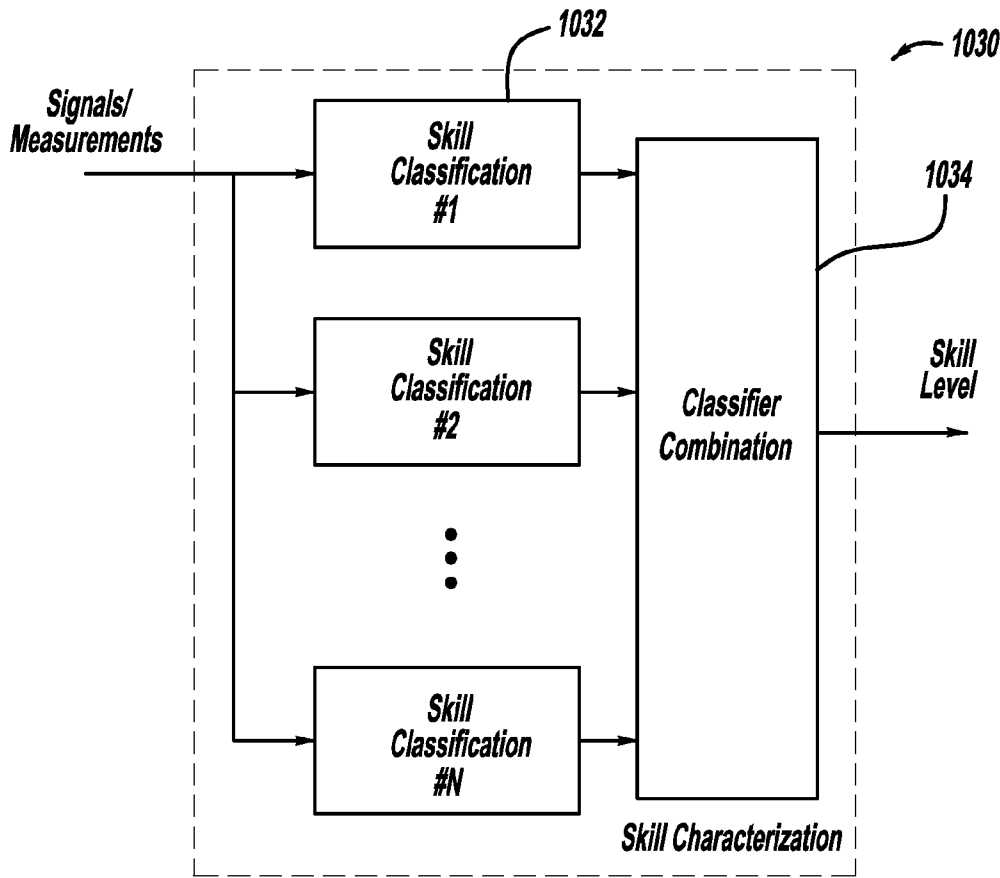 1032
1030
Signals/
Measurements
Skill
Classification
#1
1034
Skill
Classification
#2
Skill
Level
Classifier
Combination
Skill
Classification
#N
Skill Characterization